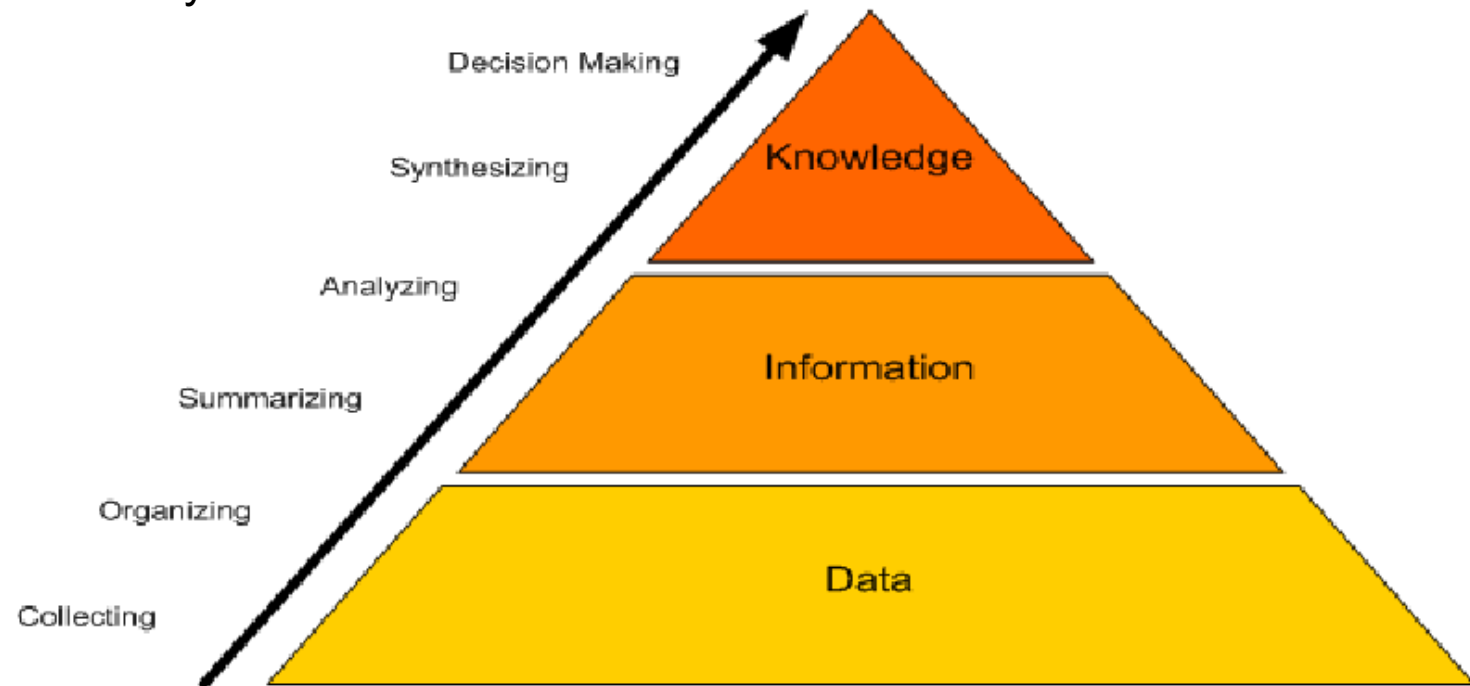 Decision Making
Knowledge
Synthesizing
Analyzing
Information
Summarizing
Organizing
Data
Collecting